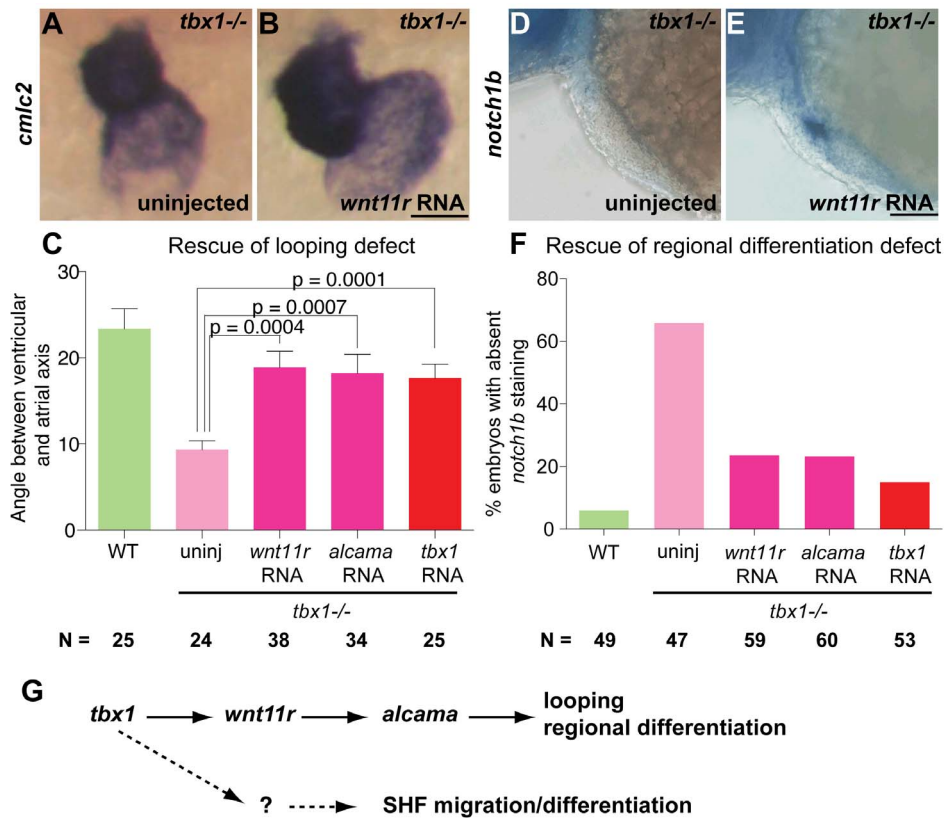 A tbx1-/-
B tbx1-/-
D tbx1-/-
E tbx1-/-
cmlc2
notch1b
uninjected
wnt11r RNA
uninjected
wnt11r RNA
C Rescue of looping defect
Angle between ventricular
and atrial axis
30
20
10
0
p = 0.0001
p = 0.0007
p = 0.0004
WT
uninj
wnt11r
RNA
alcama
RNA
tbx1
RNA
tbx1-/-
N = 25 24 38 34 25
F Rescue of regional differentiation defect
% embryos with absent
notch1b staining
80
60
40
20
0
WT
uninj
wnt11r
RNA
alcama
RNA
tbx1
RNA
tbx1-/-
N = 49 47 59 60 53
G
tbx1 wnt11r alcama looping
regional differentiation
? SHF migration/differentiation